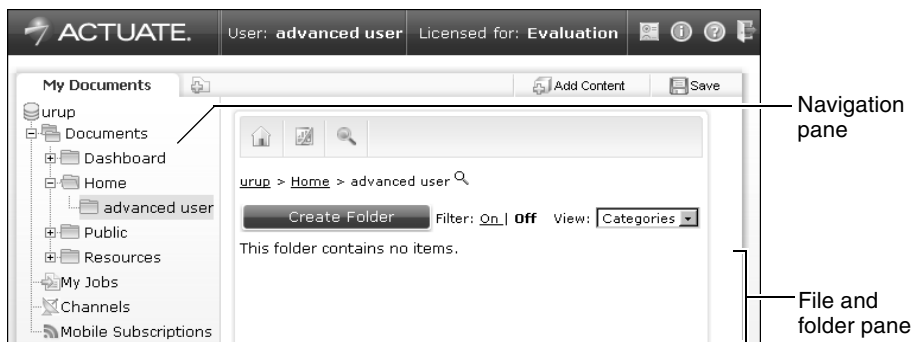 ACTUATE.
User: advanced user
Licensed for: Evaluation
My Documents
Add Content
Save
urup
Documents
Dashboard
Home
advanced user
Public
Resources
My Jobs
Channels
Mobile Subscriptions
urup > Home > advanced user
Create Folder
Filter: On | Off
View: Categories
This folder contains no items.
Navigation
pane
File and
folder pane